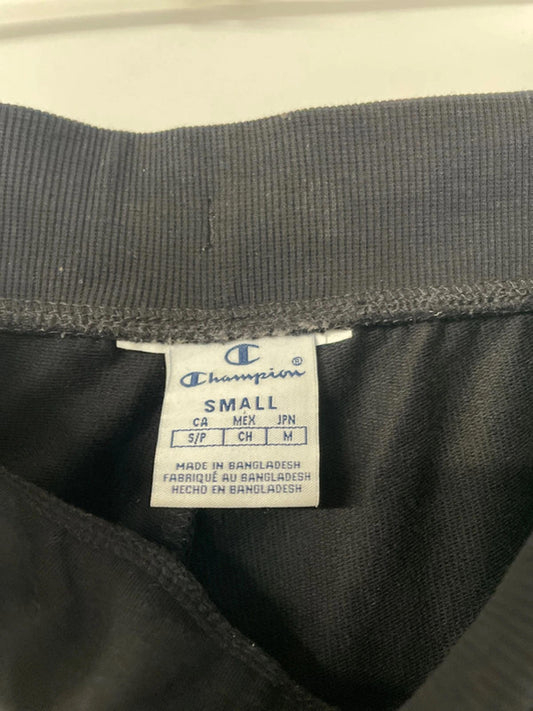 Champion®
SMALL
CA MEX JPN
S/P CH M
MADE IN BANGLADESH
FABRIQUÉ AU BANGLADESH
HECHO EN BANGLADESH